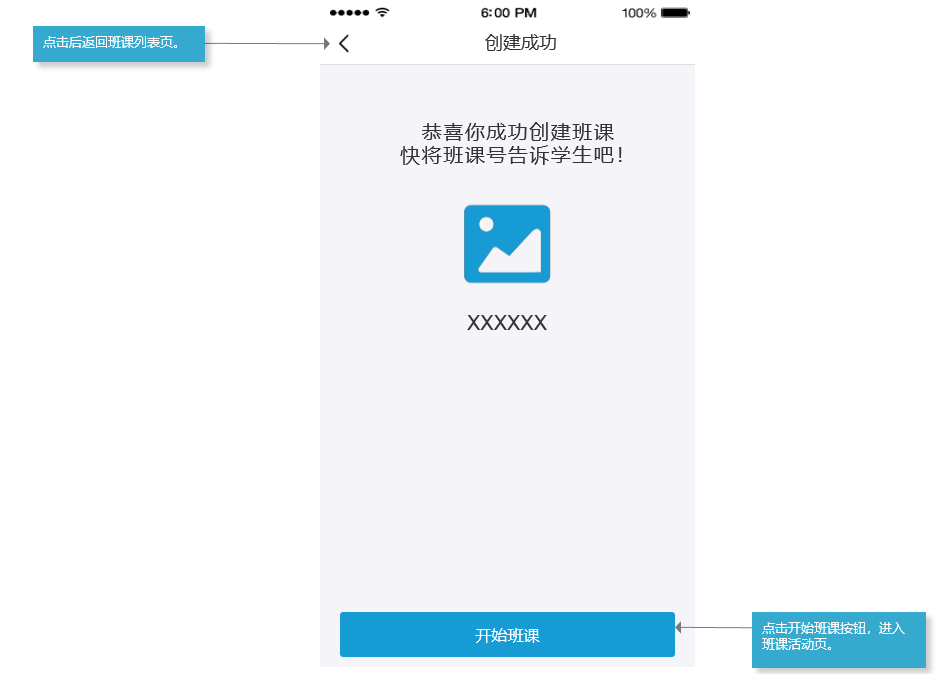 6:00 PM
100%
点击后返回班课列表页。
创建成功
恭喜你成功创建班课
快将班课号告诉学生吧！
XXXXXX
开始班课
点击开始班课按钮，进入
班课活动页。